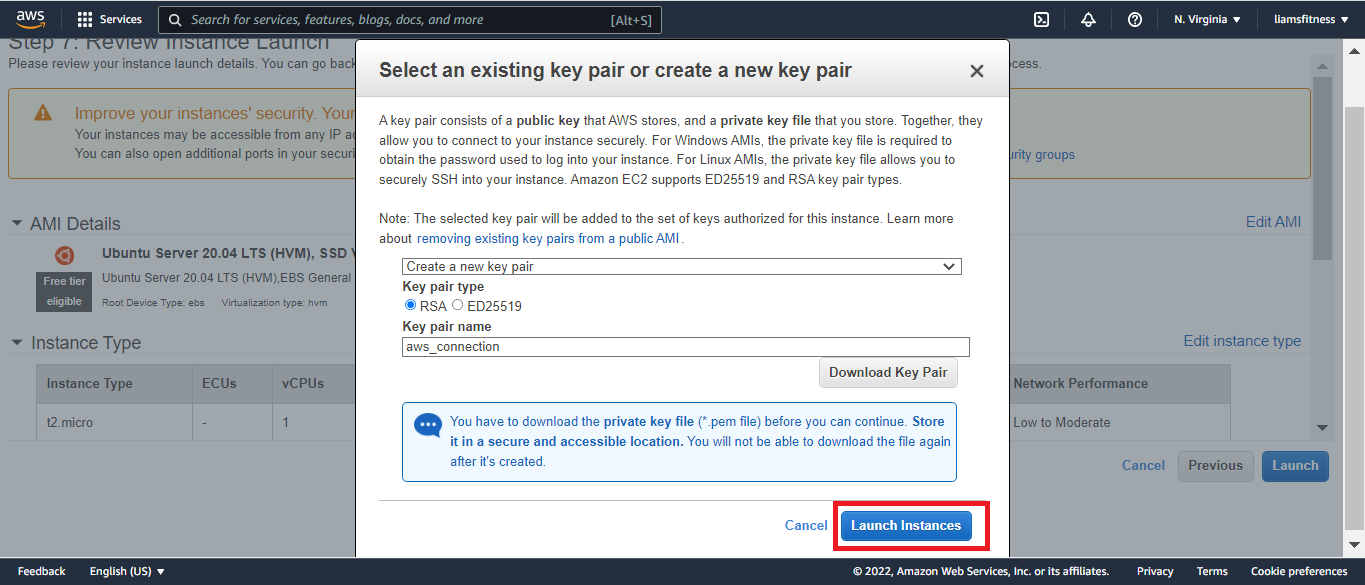 aws
Services
Search for services, features, blogs, docs, and more
[Alt+S]
N. Virginia
liamsfitness
Step 7: Review Instance Launch
Please review your instance launch details. You can go back
cess.
Improve your instances' security. Your
Your instances may be accessible from any IP ac
You can also open additional ports in your securi
urity groups
AMI Details
Edit AMI
Ubuntu Server 20.04 LTS (HVM), SSD V
Free tier
eligible
Ubuntu Server 20.04 LTS (HVM),EBS General
Root Device Type: ebs Virtualization type: hvm
Instance Type
Edit instance type
Instance Type ECUs vCPUs Network Performance
t2.micro - 1 Low to Moderate
Cancel Previous Launch
Select an existing key pair or create a new key pair
A key pair consists of a public key that AWS stores, and a private key file that you store. Together, they
allow you to connect to your instance securely. For Windows AMIs, the private key file is required to
obtain the password used to log into your instance. For Linux AMIs, the private key file allows you to
securely SSH into your instance. Amazon EC2 supports ED25519 and RSA key pair types.
Note: The selected key pair will be added to the set of keys authorized for this instance. Learn more
about removing existing key pairs from a public AMI.
Create a new key pair
Key pair type
RSA ED25519
Key pair name
aws_connection
Download Key Pair
You have to download the private key file (*.pem file) before you can continue. Store
it in a secure and accessible location. You will not be able to download the file again
after it's created.
Cancel Launch Instances
Feedback English (US) © 2022, Amazon Web Services, Inc. or its affiliates. Privacy Terms Cookie preferences